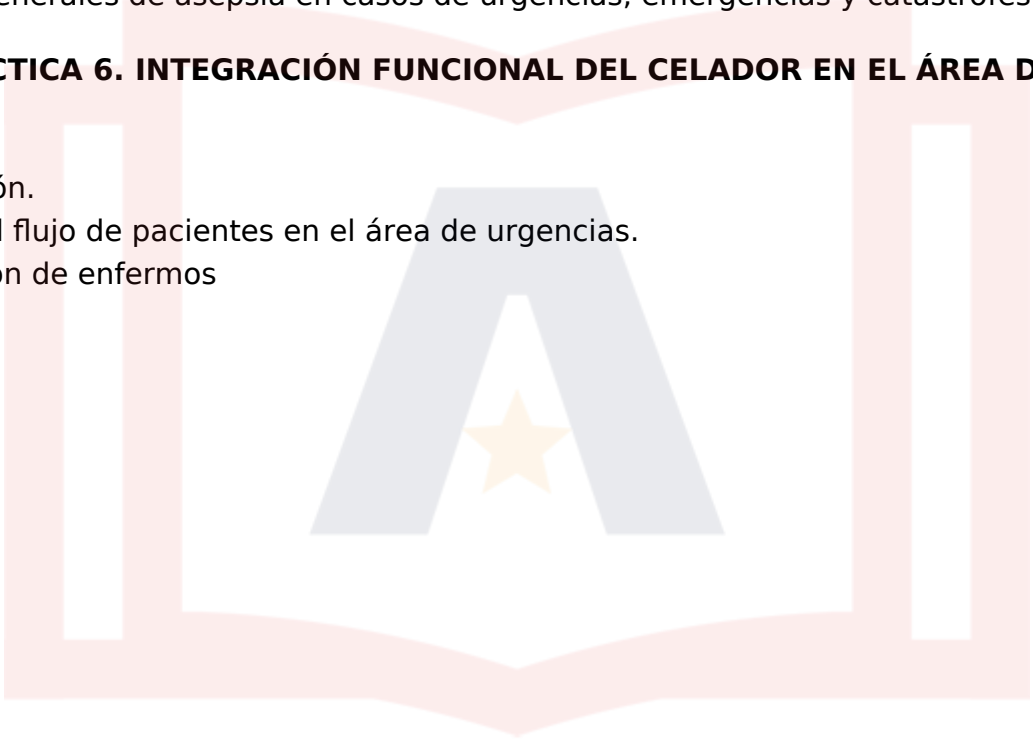 enerales de asepsia en casos de urgencias, emergencias y catástrofes
CTICA 6. INTEGRACIÓN FUNCIONAL DEL CELADOR EN EL ÁREA D
ón.
l flujo de pacientes en el área de urgencias.
ón de enfermos